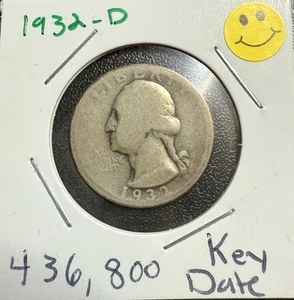 1932-D
LIBERTY
1932
436,800
Key
Date